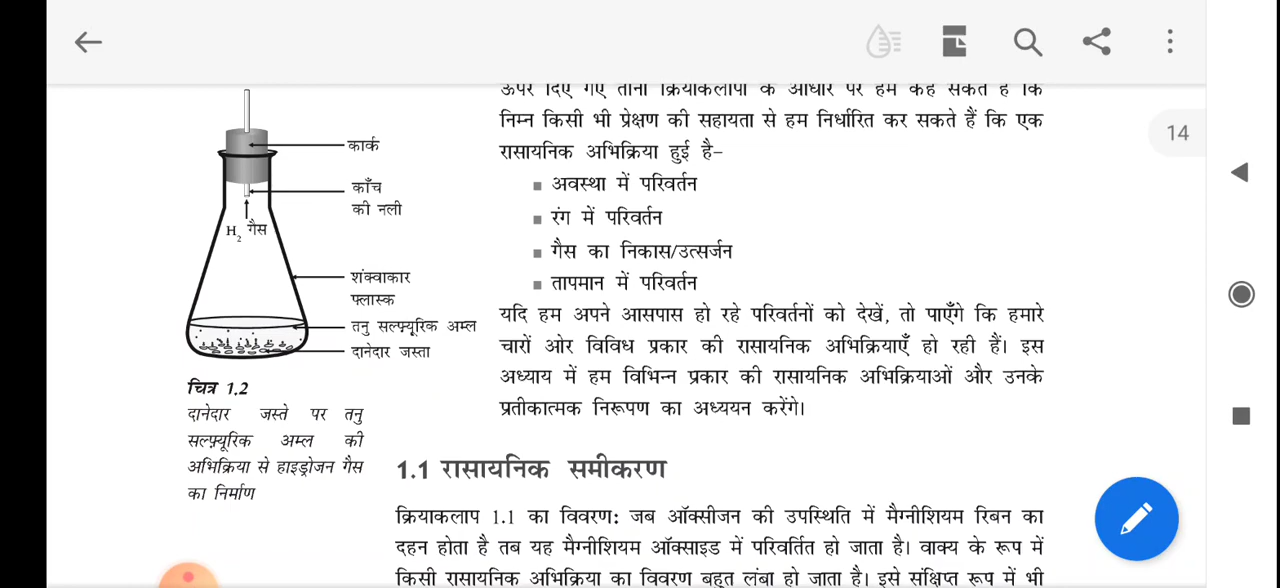 ऊपर दिए गए तीनों क्रियाकलापों के आधार पर हम कह सकते हैं कि
निम्न किसी भी प्रेक्षण की सहायता से हम निर्धारित कर सकते हैं कि एक
रासायनिक अभिक्रिया हुई है–
■ अवस्था में परिवर्तन
■ रंग में परिवर्तन
■ गैस का निकास/उत्सर्जन
■ तापमान में परिवर्तन
यदि हम अपने आसपास हो रहे परिवर्तनों को देखें, तो पाएँगे कि हमारे
चारों ओर विविध प्रकार की रासायनिक अभिक्रियाएँ हो रही हैं। इस
अध्याय में हम विभिन्न प्रकार की रासायनिक अभिक्रियाओं और उनके
प्रतीकात्मक निरूपण का अध्ययन करेंगे।
14
कार्क
काँच
की नली
H₂ गैस
शंक्वाकार
फ्लास्क
तनु सल्फ्यूरिक अम्ल
दानेदार जस्ता
चित्र 1.2
दानेदार जस्ते पर तनु
सल्फ़्यूरिक अम्ल की
अभिक्रिया से हाइड्रोजन गैस
का निर्माण
1.1 रासायनिक समीकरण
क्रियाकलाप 1.1 का विवरण: जब ऑक्सीजन की उपस्थिति में मैग्नीशियम रिबन का
दहन होता है तब यह मैग्नीशियम ऑक्साइड में परिवर्तित हो जाता है। वाक्य के रूप में
किसी रासायनिक अभिक्रिया का विवरण बहुत लंबा हो जाता है। इसे संक्षिप्त रूप में भी